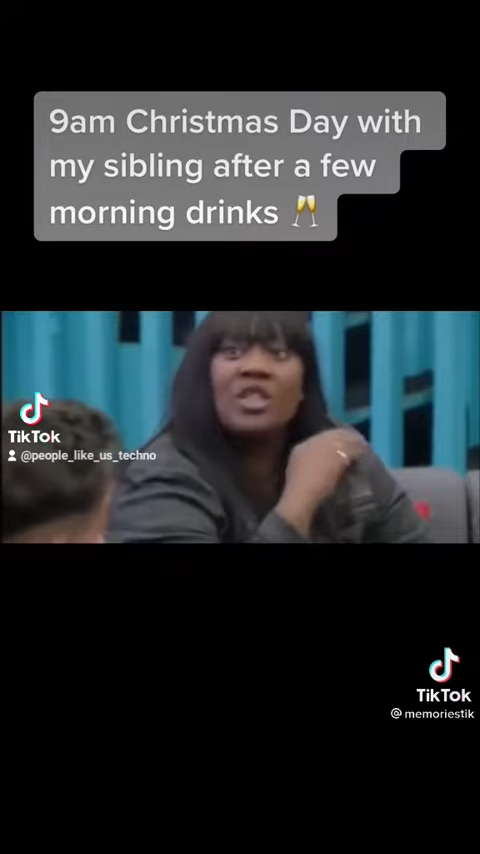 9am Christmas Day with
my sibling after a few
morning drinks 🥂
TikTok
@people_like_us_techno
TikTok
@memoriestik